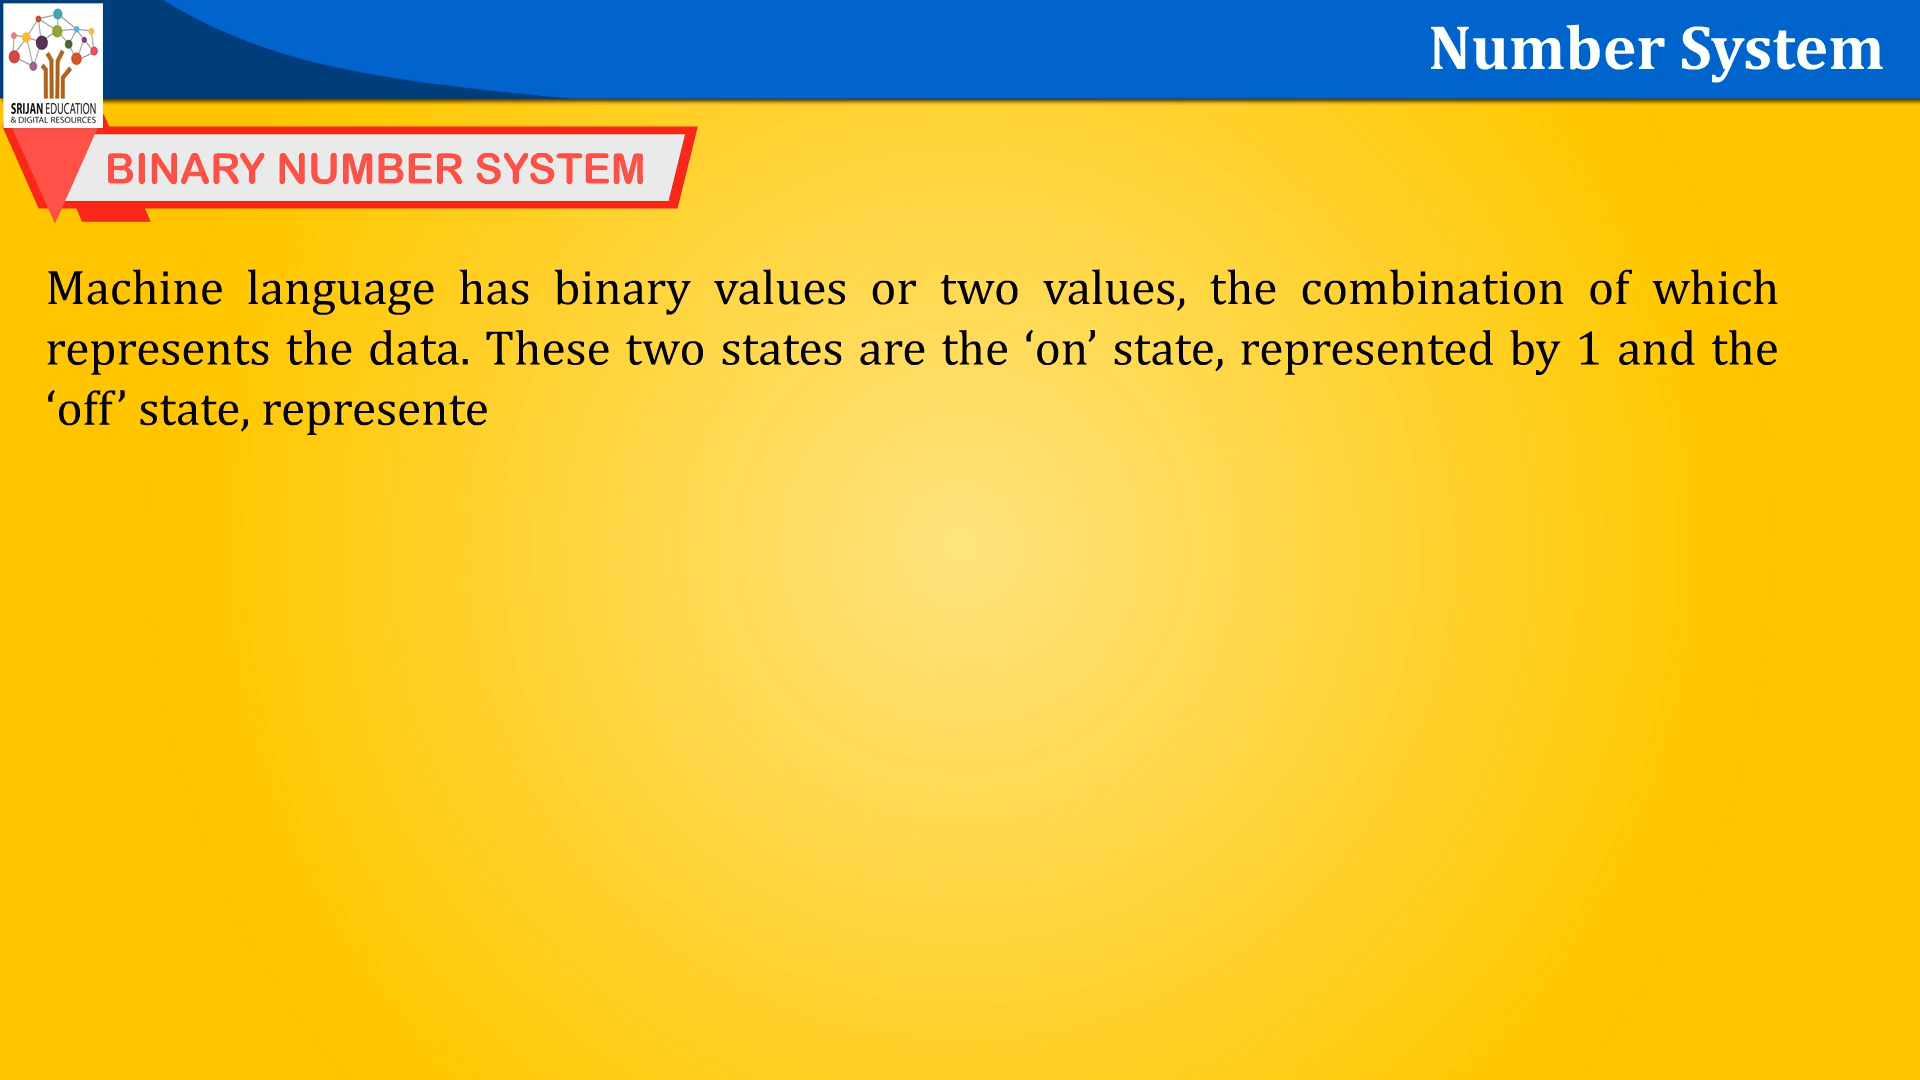 Number System
SRIJAN EDUCATION
& DIGITAL RESOURCES
BINARY NUMBER SYSTEM
Machine language has binary values or two values, the combination of which
represents the data. These two states are the ‘on’ state, represented by 1 and the
‘off’ state, represente